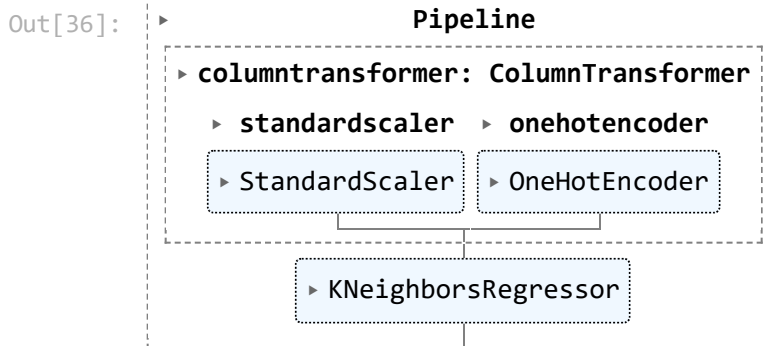 Out[36]:
Pipeline
columntransformer: ColumnTransformer
standardscaler onehotencoder
StandardScaler OneHotEncoder
KNeighborsRegressor